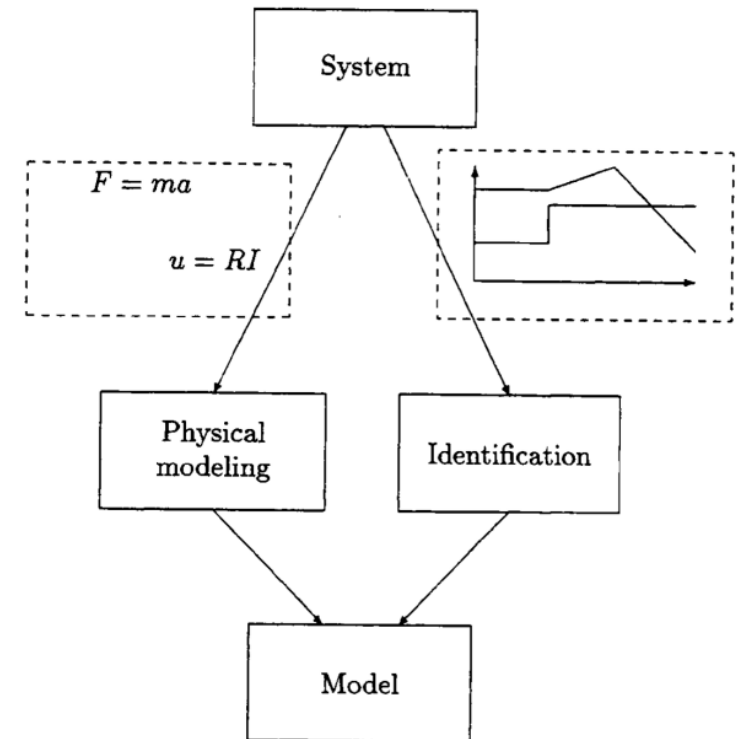 System
F = ma
u = RI
Physical
modeling
Identification
Model